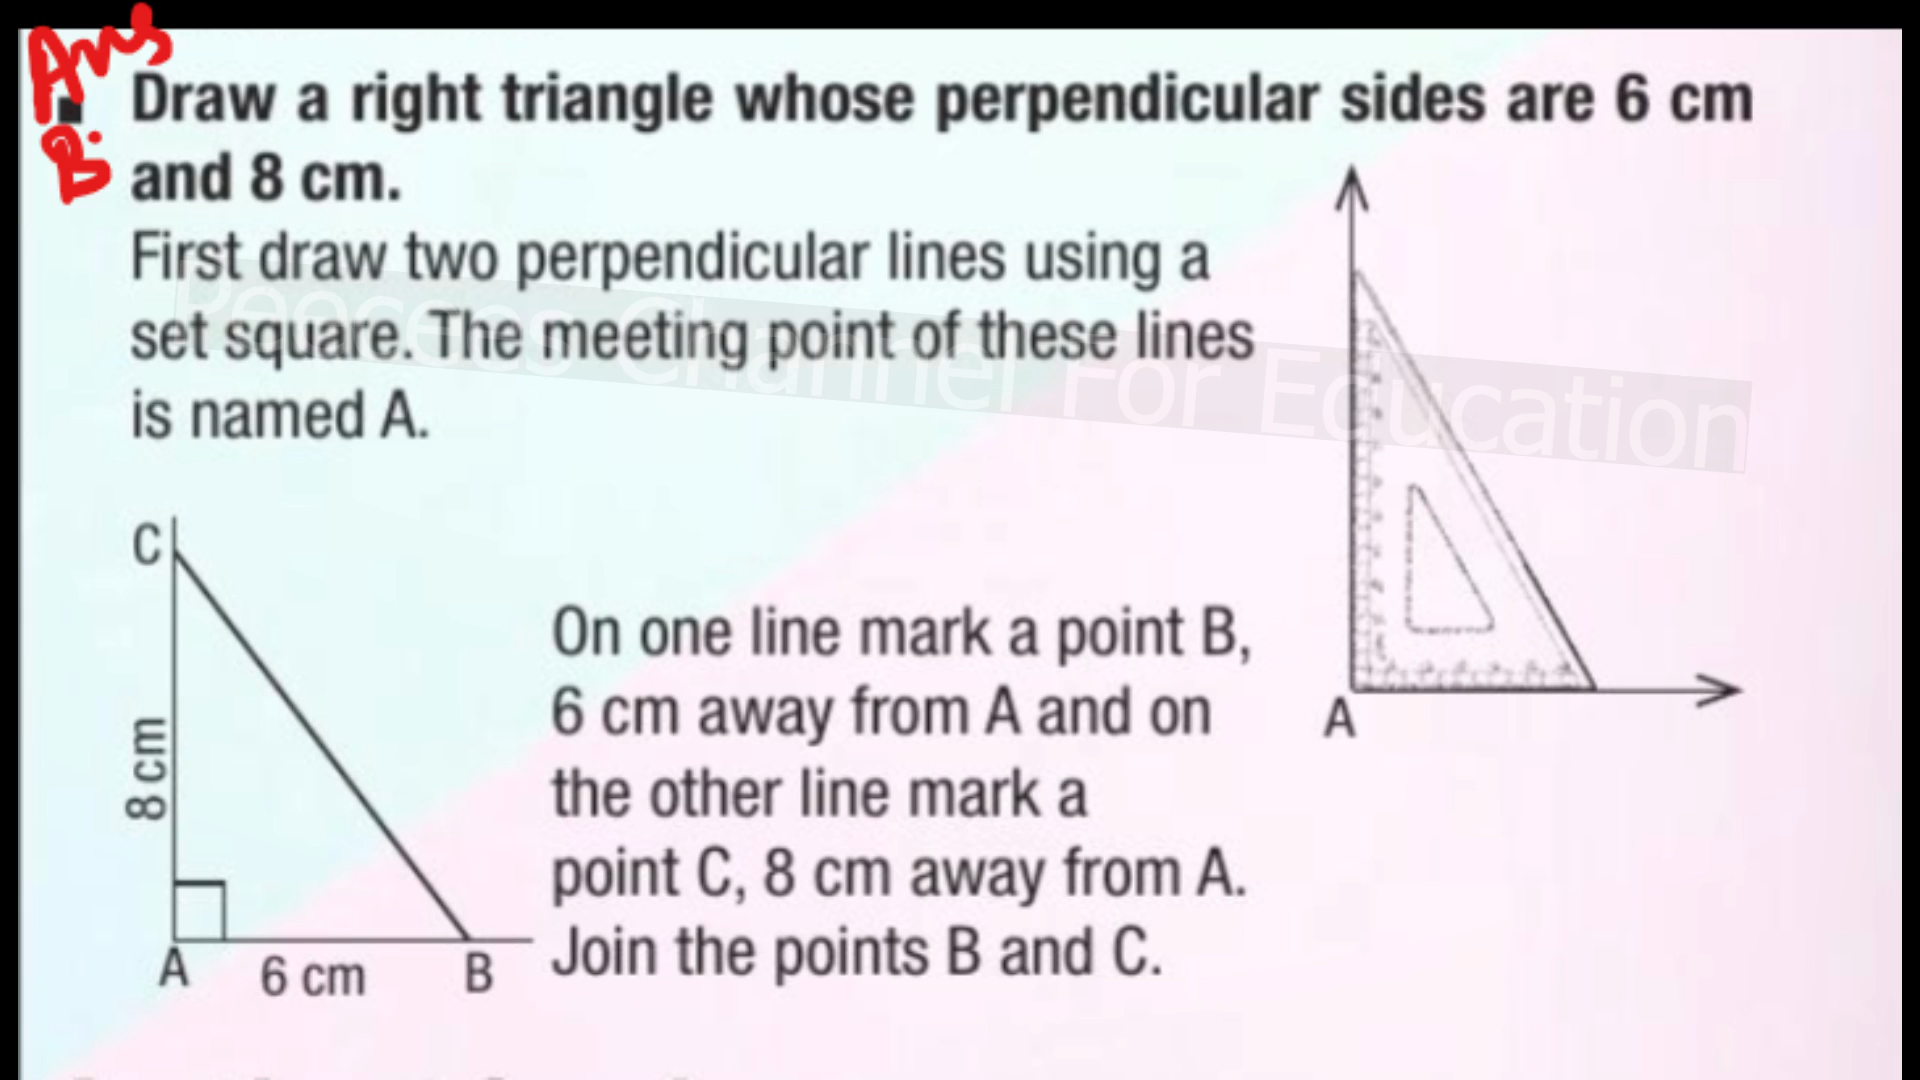 Ans
B.
Draw a right triangle whose perpendicular sides are 6 cm
and 8 cm.
First draw two perpendicular lines using a
set square. The meeting point of these lines
is named A.
Channel For Education
A
C
8 cm
A 6 cm B
On one line mark a point B,
6 cm away from A and on
the other line mark a
point C, 8 cm away from A.
Join the points B and C.